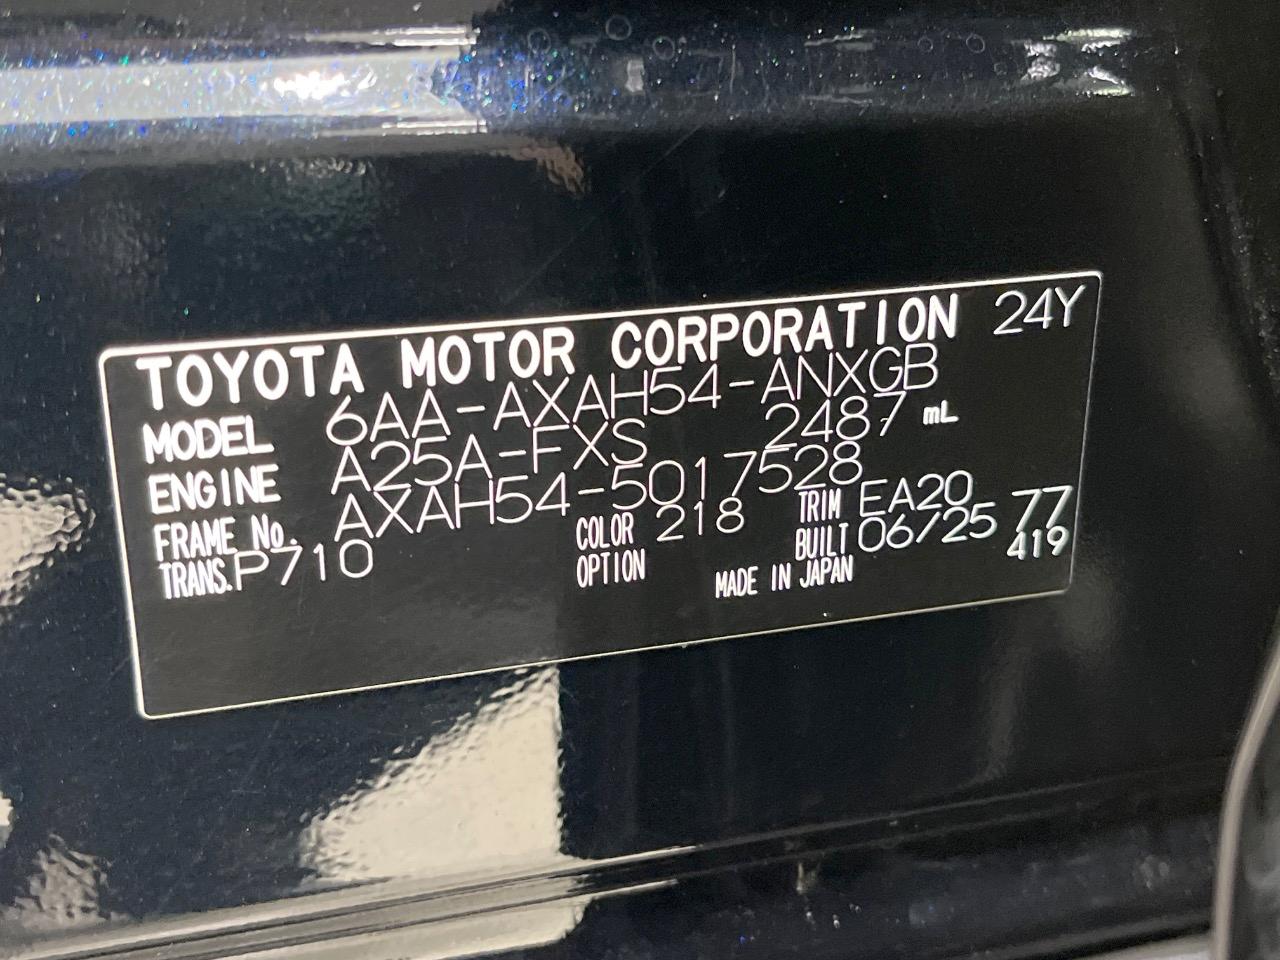 TOYOTA MOTOR CORPORATION 24Y
MODEL 6AA-AXAH54-ANXGB
ENGINE A25A-FXS 2487 mL
FRAME No. AXAH54-5017528
TRANS. P710 COLOR 218 TRIM EA20 77
OPTION BUILT 06/25 419
MADE IN JAPAN